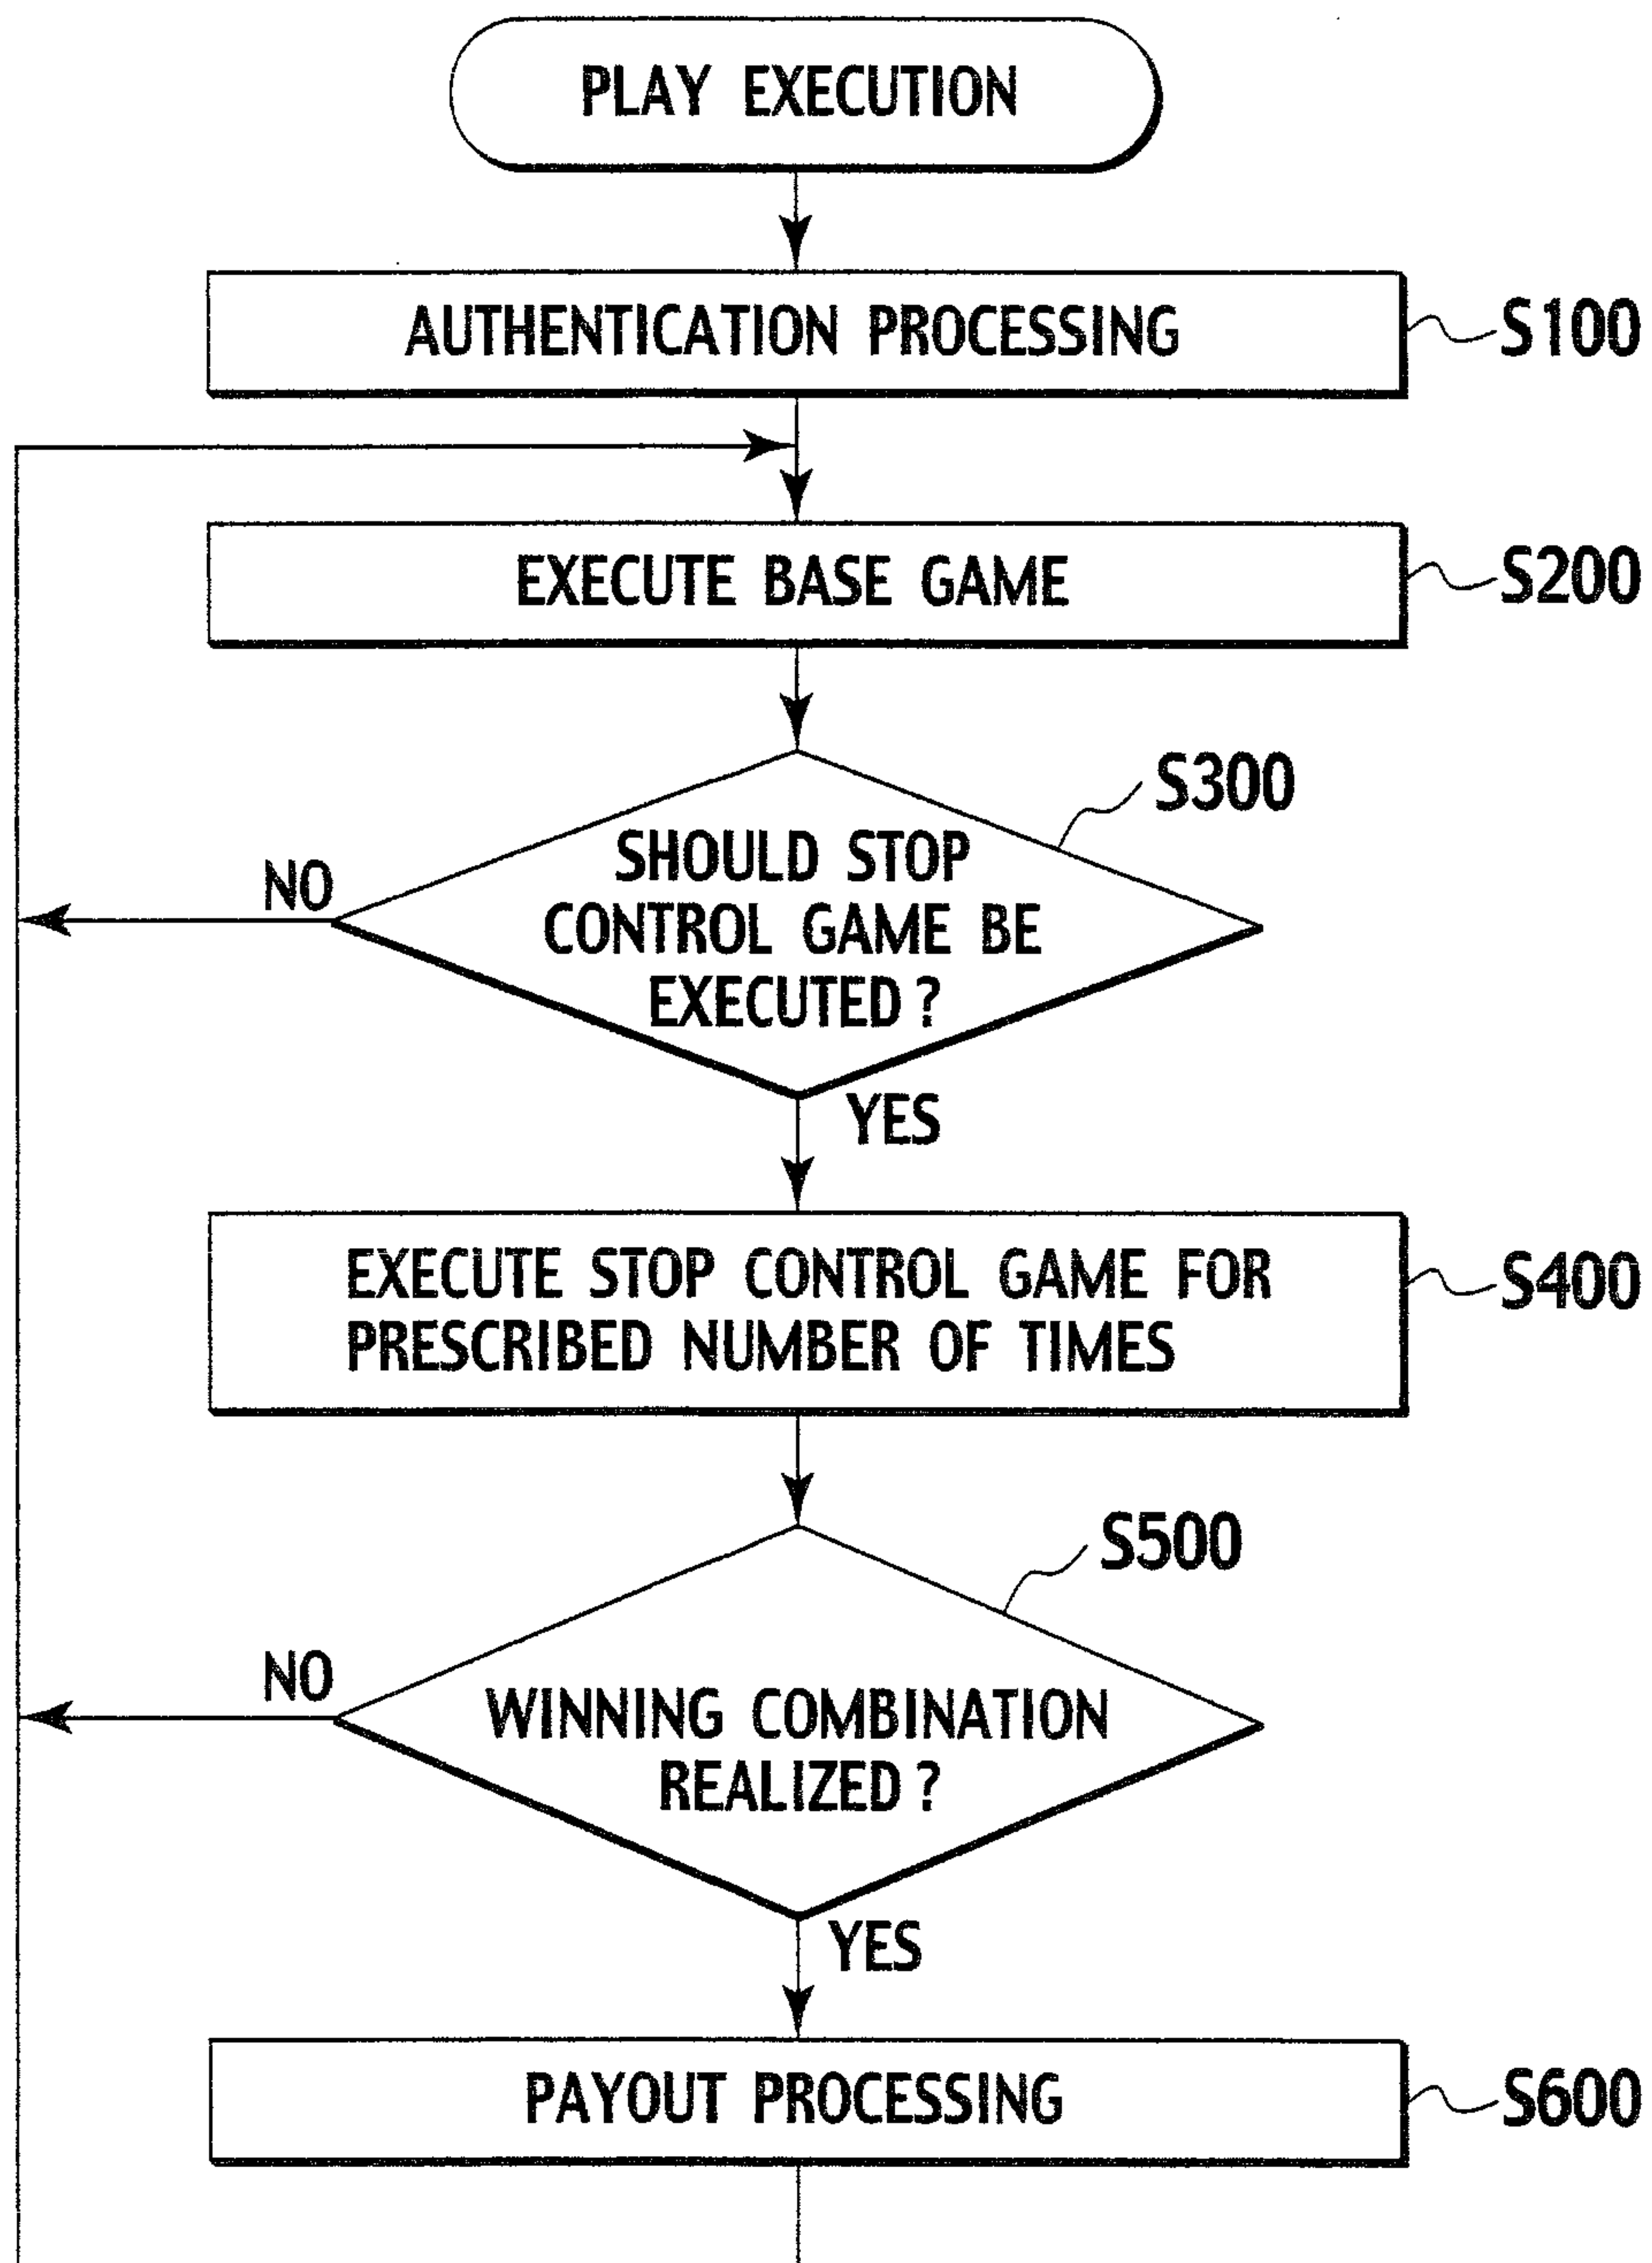 PLAY EXECUTION
AUTHENTICATION PROCESSING
S100
EXECUTE BASE GAME
S200
S300
SHOULD STOP
CONTROL GAME BE
EXECUTED?
NO
YES
EXECUTE STOP CONTROL GAME FOR
PRESCRIBED NUMBER OF TIMES
S400
S500
WINNING COMBINATION
REALIZED?
NO
YES
PAYOUT PROCESSING
S600